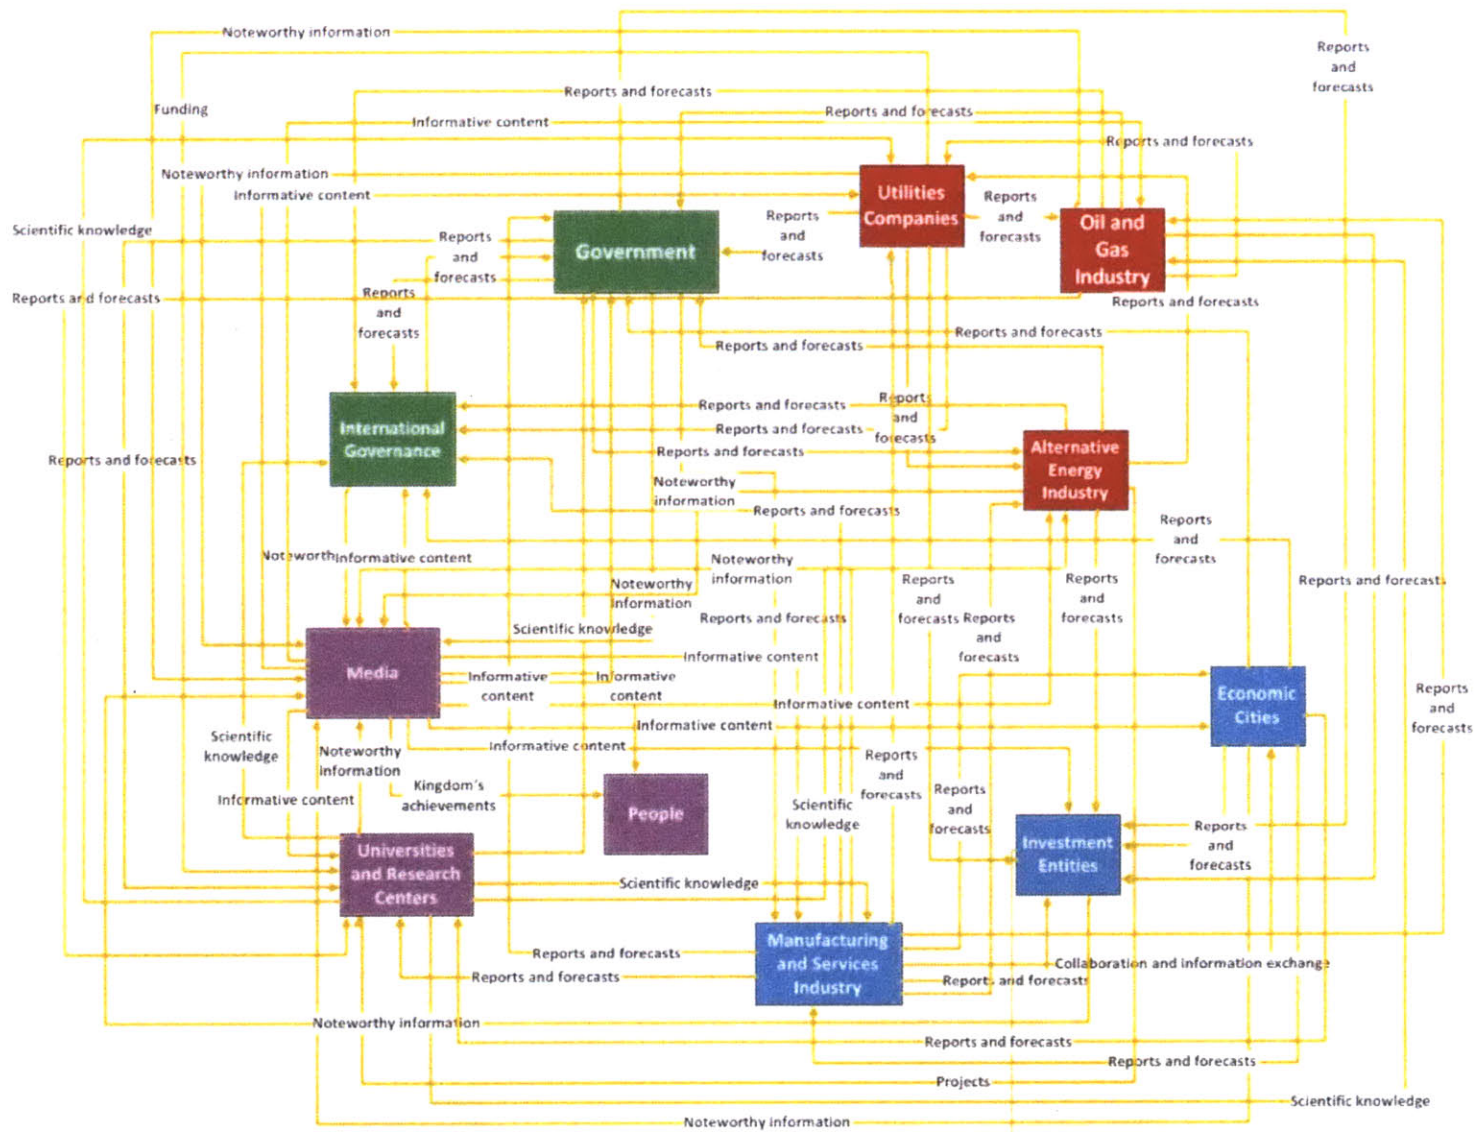 Noteworthy information
Reports
and
forecasts
Reports and forecasts
Funding
Reports and forecasts
Informative content
Reports and forecasts
Noteworthy information
Informative content
Utilities
Companies
Reports
and
forecasts
Oil and
Gas
Industry
Scientific knowledge
Reports
and
forecasts
Government
Reports
and
forecasts
Reports and forecasts
Reports
and
forecasts
Reports and forecasts
Reports and forecasts
Reports and forecasts
International
Governance
Reports and forecasts
Reports
and
forecasts
Reports and forecasts
Reports and forecasts
Alternative
Energy
Industry
Reports and forecasts
Noteworthy
information
Reports and forecasts
Reports
and
forecasts
Noteworth
Informative content
Noteworthy
information
Noteworthy
information
Reports
and
forecasts
Reports
and
forecasts
Reports and forecasts
Reports and forecasts
Scientific knowledge
Reports
and
forecasts
Media
Informative content
Informative
content
Informative
content
Informative content
Economic
Cities
Reports
and
forecasts
Informative content
Scientific
knowledge
Noteworthy
information
Informative content
Reports
and
forecasts
Kingdom's
achievements
Informative content
People
Scientific
knowledge
Reports
and
forecasts
Reports
and
forecasts
Investment
Entities
Universities
and Research
Centers
Scientific knowledge
Manufacturing
and Services
Industry
Reports and forecasts
Reports and forecasts
Collaboration and information exchange
Reports and forecasts
Noteworthy information
Reports and forecasts
Reports and forecasts
Projects
Scientific knowledge
Noteworthy information